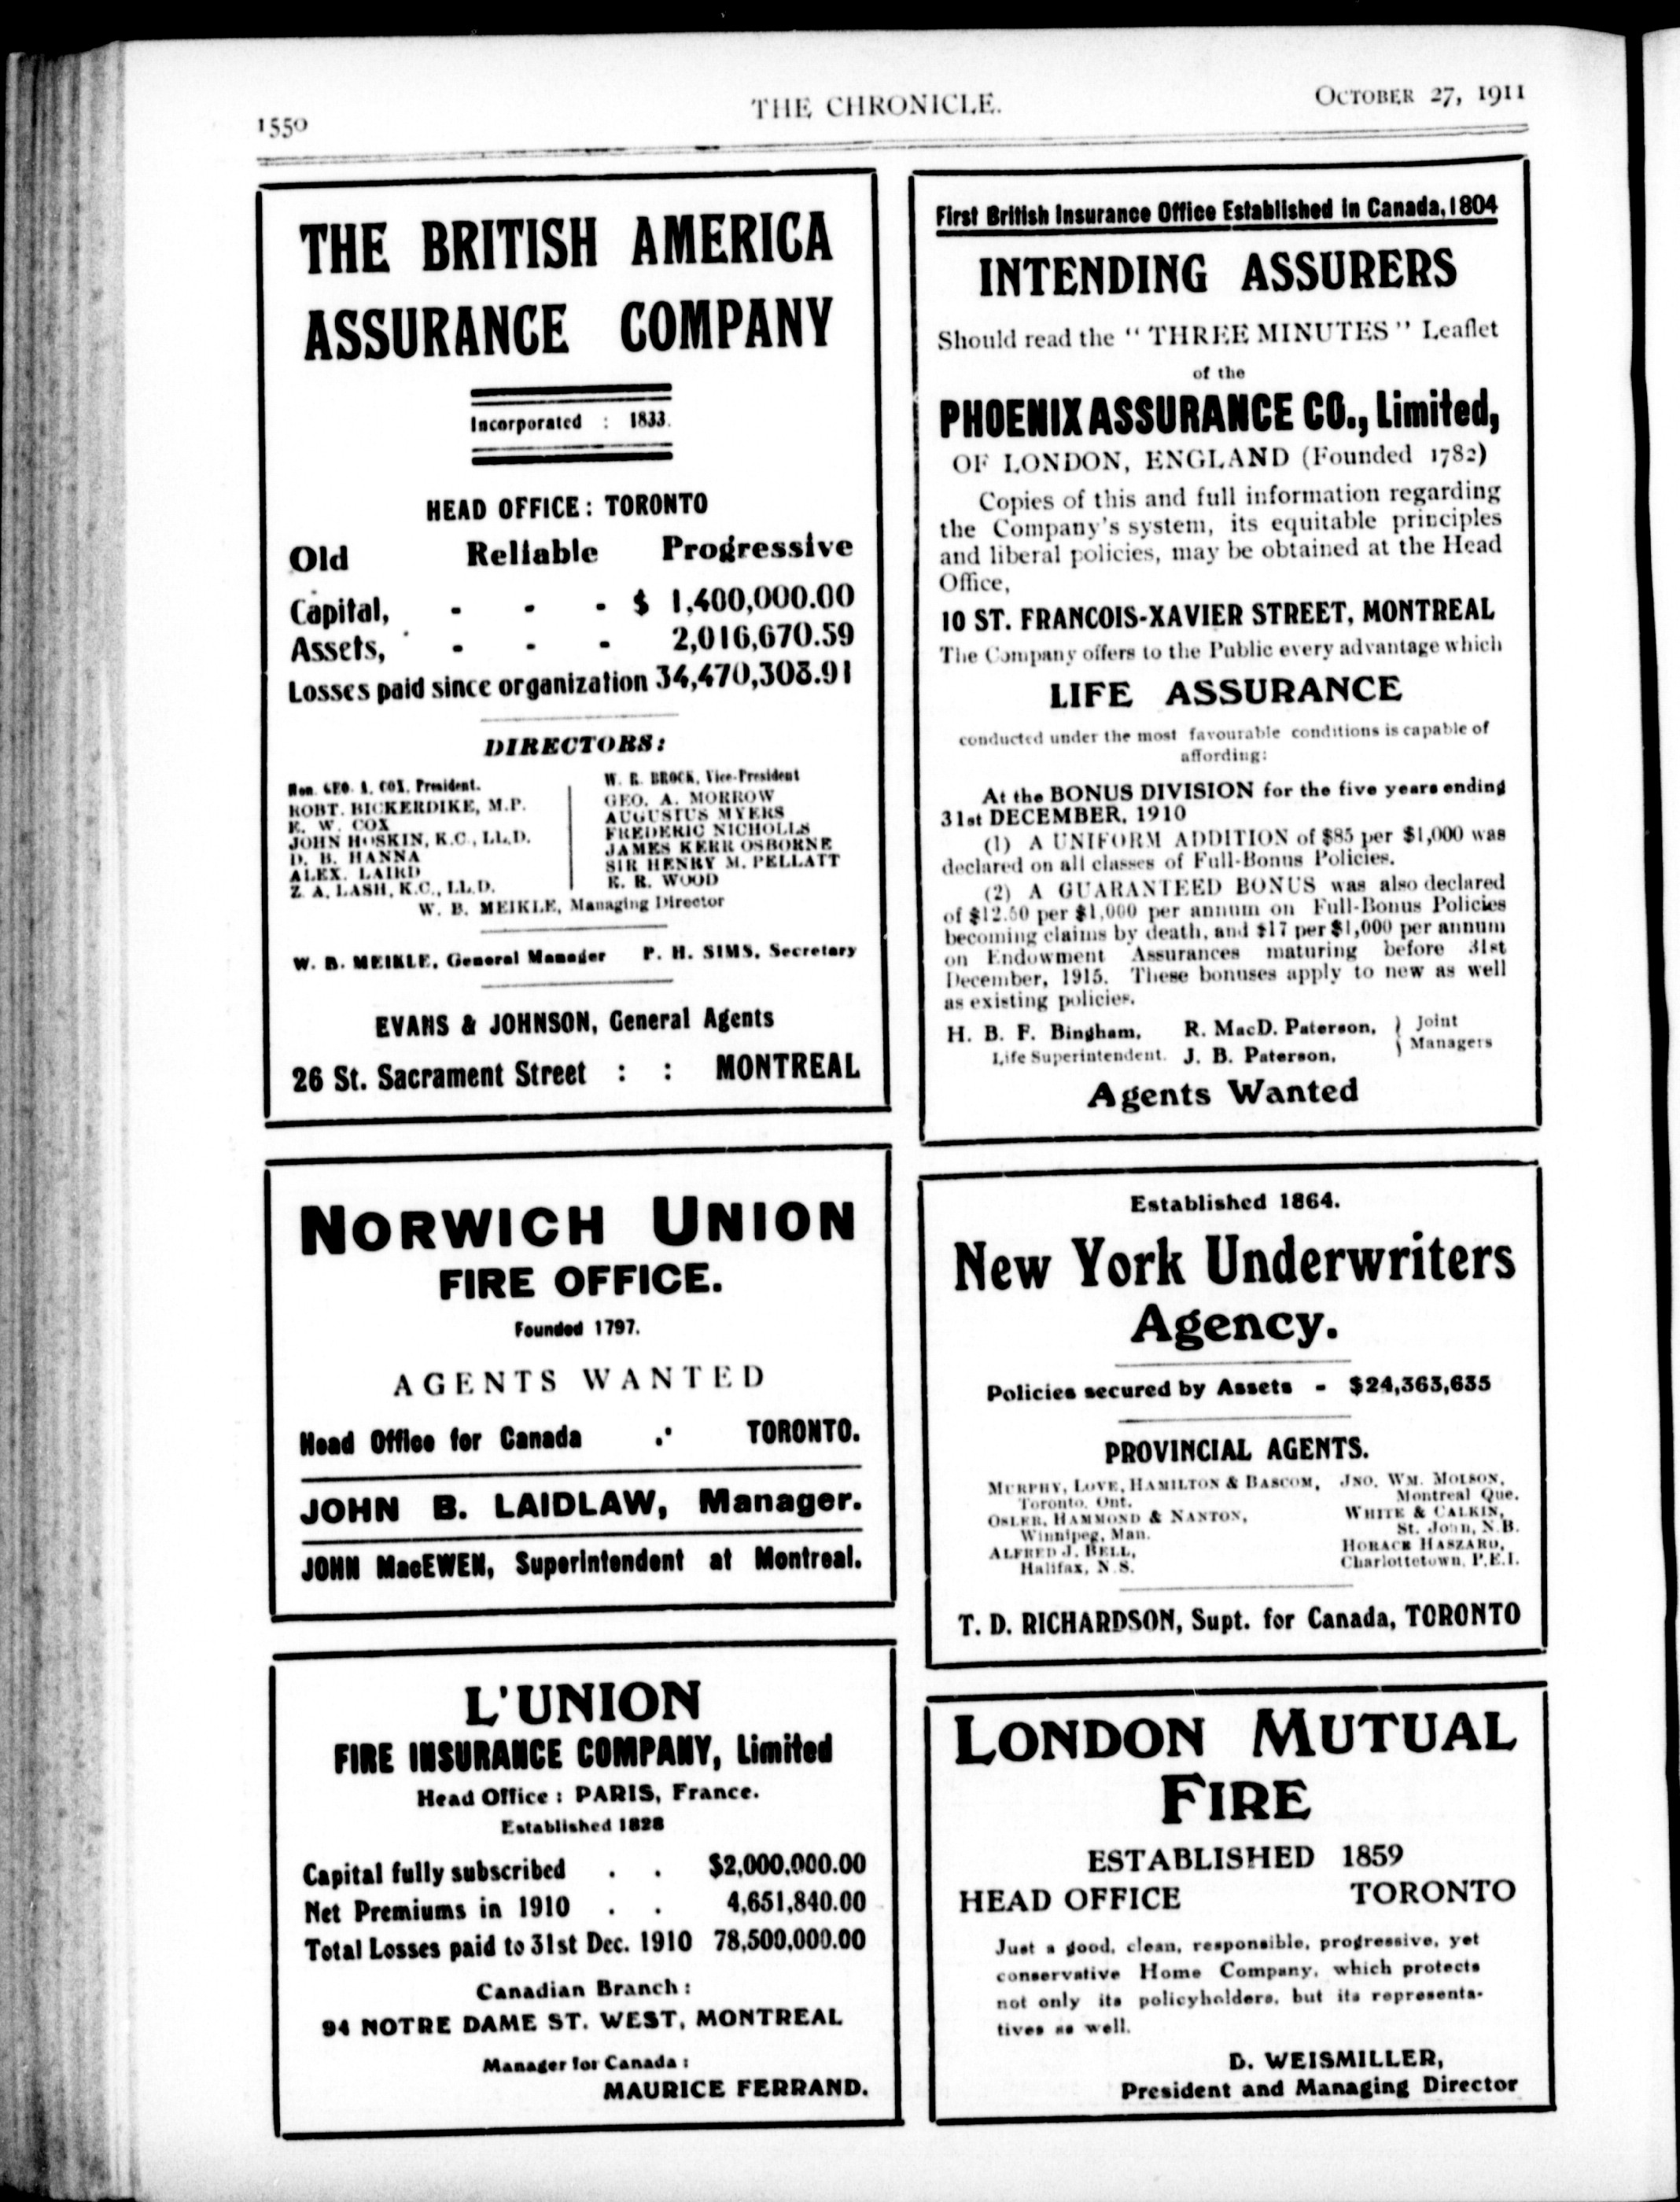 1550
THE CHRONICLE.
OCTOBER 27, 1911
THE BRITISH AMERICA
ASSURANCE COMPANY
Incorporated : 1833.
HEAD OFFICE: TORONTO
Old Reliable Progressive
Capital, - - - $ 1,400,000.00
Assets, - - - 2,016,670.59
Losses paid since organization 34,470,308.91
DIRECTORS:
Hon. GEO. A. COX, President.
ROBT. BICKERDIKE, M.P.
E. W. COX
JOHN HOSKIN, K.C., LL.D.
D. B. HANNA
ALEX. LAIRD
Z. A. LASH, K.C., LL.D.
W. R. BROCK, Vice-President
GEO. A. MORROW
AUGUSTUS MYERS
FREDERIC NICHOLLS
JAMES KERR OSBORNE
SIR HENRY M. PELLATT
E. R. WOOD
W. B. MEIKLE, Managing Director
W. B. MEIKLE, General Manager P. H. SIMS, Secretary
EVANS & JOHNSON, General Agents
26 St. Sacrament Street : : MONTREAL
First British Insurance Office Established in Canada, 1804
INTENDING ASSURERS
Should read the " THREE MINUTES " Leaflet
of the
PHOENIX ASSURANCE CO., Limited,
OF LONDON, ENGLAND (Founded 1782)
Copies of this and full information regarding
the Company's system, its equitable principles
and liberal policies, may be obtained at the Head
Office,
10 ST. FRANCOIS-XAVIER STREET, MONTREAL
The Company offers to the Public every advantage which
LIFE ASSURANCE
conducted under the most favourable conditions is capable of
affording:
At the BONUS DIVISION for the five years ending
31st DECEMBER, 1910
(1) A UNIFORM ADDITION of $85 per $1,000 was
declared on all classes of Full-Bonus Policies.
(2) A GUARANTEED BONUS was also declared
of $12.50 per $1,000 per annum on Full-Bonus Policies
becoming claims by death, and $17 per $1,000 per annum
on Endowment Assurances maturing before 31st
December, 1915. These bonuses apply to new as well
as existing policies.
H. B. F. Bingham, R. MacD. Paterson, } Joint
Life Superintendent. J. B. Paterson, } Managers
Agents Wanted
NORWICH UNION
FIRE OFFICE.
Founded 1797.
AGENTS WANTED
Head Office for Canada .· TORONTO.
JOHN B. LAIDLAW, Manager.
JOHN MacEWEN, Superintendent at Montreal.
Established 1864.
New York Underwriters
Agency.
Policies secured by Assets - $24,363,635
PROVINCIAL AGENTS.
MURPHY, LOVE, HAMILTON & BASCOM,
Toronto, Ont.
OSLER, HAMMOND & NANTON,
Winnipeg, Man.
ALFRED J. BELL,
Halifax, N.S.
JNO. WM. MOLSON,
Montreal Que.
WHITE & CALKIN,
St. John, N.B.
HORACE HASZARD,
Charlottetown, P.E.I.
T. D. RICHARDSON, Supt. for Canada, TORONTO
L'UNION
FIRE INSURANCE COMPANY, Limited
Head Office : PARIS, France.
Established 1828
Capital fully subscribed . . $2,000,000.00
Net Premiums in 1910 . . 4,651,840.00
Total Losses paid to 31st Dec. 1910 78,500,000.00
Canadian Branch :
94 NOTRE DAME ST. WEST, MONTREAL
Manager for Canada :
MAURICE FERRAND.
LONDON MUTUAL
FIRE
ESTABLISHED 1859
HEAD OFFICE TORONTO
Just a good, clean, responsible, progressive, yet
conservative Home Company, which protects
not only its policyholders, but its representa-
tives as well.
D. WEISMILLER,
President and Managing Director